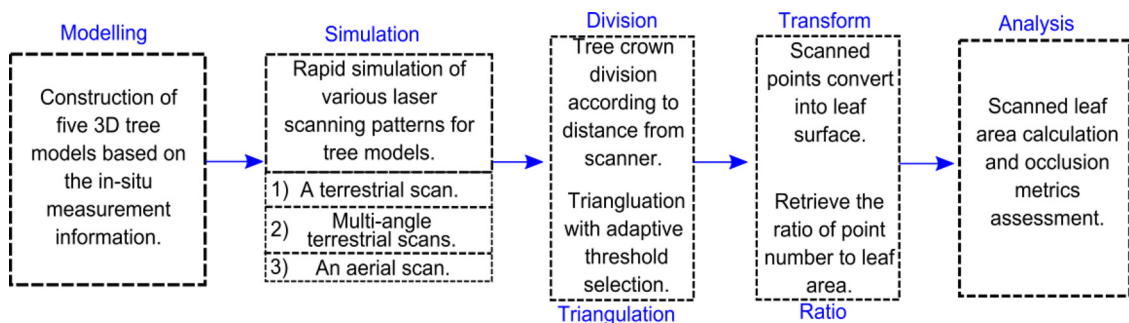 Modelling
Construction of
five 3D tree
models based on
the in-situ
measurement
information.
Simulation
Rapid simulation of
various laser
scanning patterns for
tree models.
1) A terrestrial scan.
2) Multi-angle
terrestrial scans.
3) An aerial scan.
Division
Tree crown
division
according to
distance from
scanner.
Triangluation
with adaptive
threshold
selection.
Triangulation
Transform
Scanned
points convert
into leaf
surface.
Retrieve the
ratio of point
number to leaf
area.
Ratio
Analysis
Scanned leaf
area calculation
and occlusion
metrics
assessment.